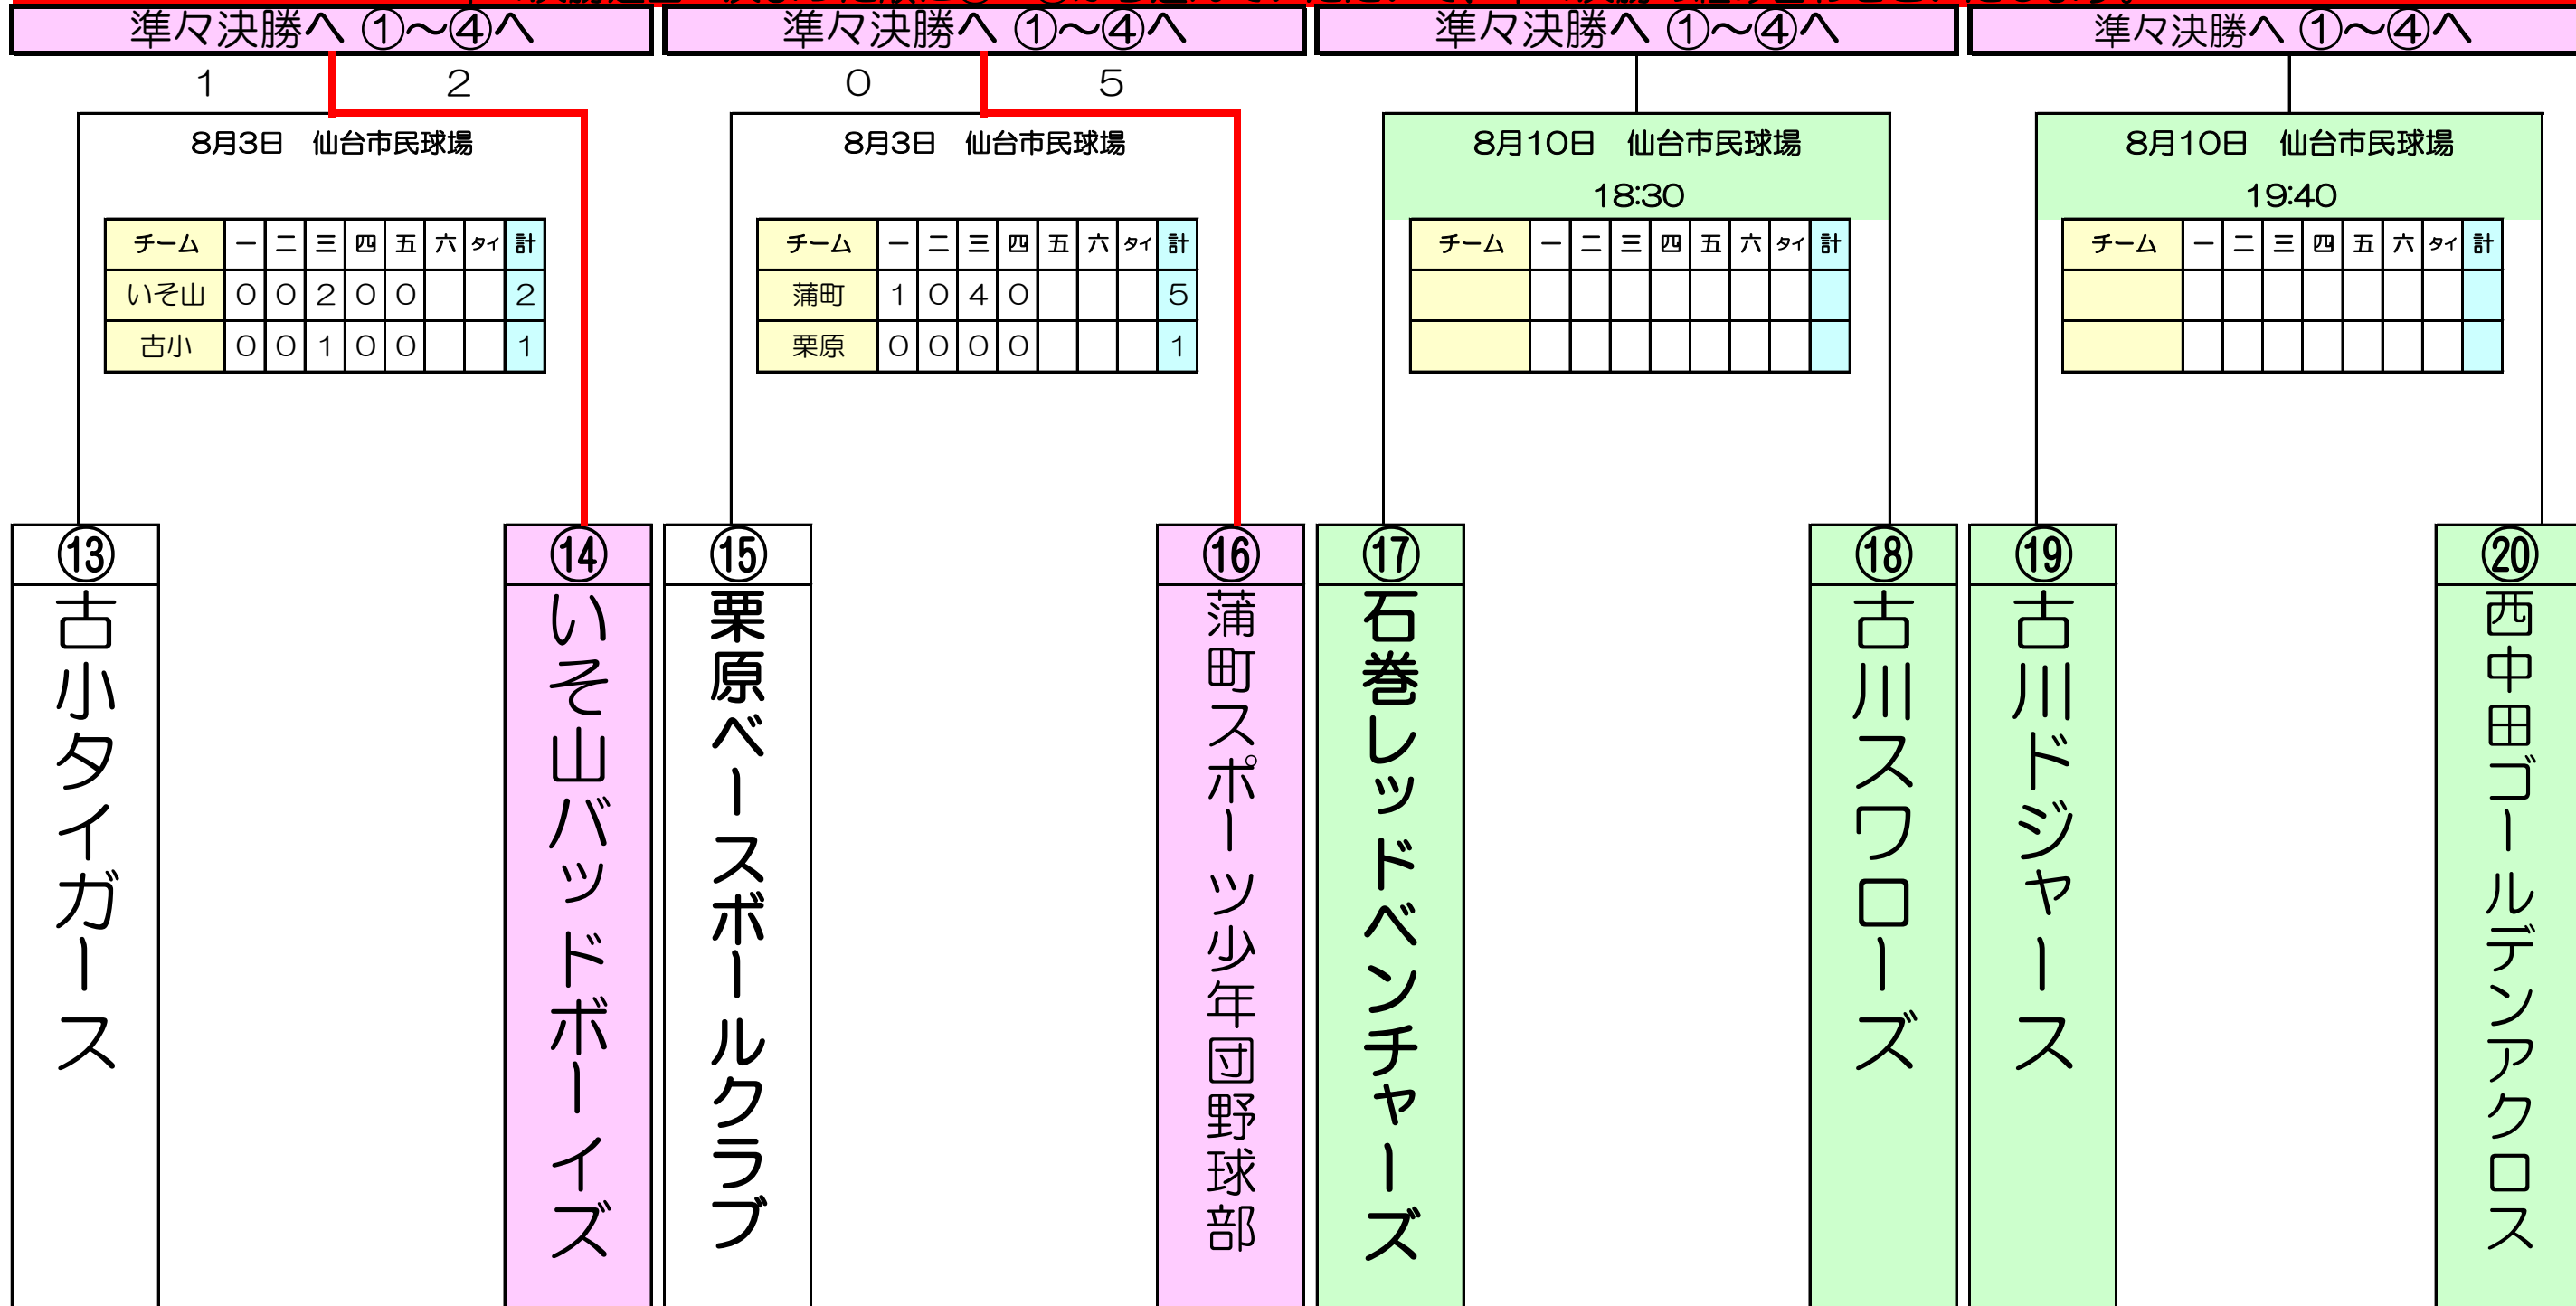 準々決勝へ ①～④へ
準々決勝へ ①～④へ
準々決勝へ ①～④へ
準々決勝へ ①～④へ
1 2
0 5
8月3日　仙台市民球場
チーム 一 二 三 四 五 六 タイ 計
いそ山 0 0 2 0 0 2
古小 0 0 1 0 0 1
8月3日　仙台市民球場
チーム 一 二 三 四 五 六 タイ 計
蒲町 1 0 4 0 5
栗原 0 0 0 0 1
8月10日　仙台市民球場
18:30
チーム 一 二 三 四 五 六 タイ 計
8月10日　仙台市民球場
19:40
チーム 一 二 三 四 五 六 タイ 計
⑬
古小タイガース
⑭
いそ山バッドボーイズ
⑮
栗原ベースボールクラブ
⑯
蒲町スポーツ少年団野球部
⑰
石巻レッドベンチャーズ
⑱
古川スワローズ
⑲
古川ドジャース
⑳
西中田ゴールデンアクロス